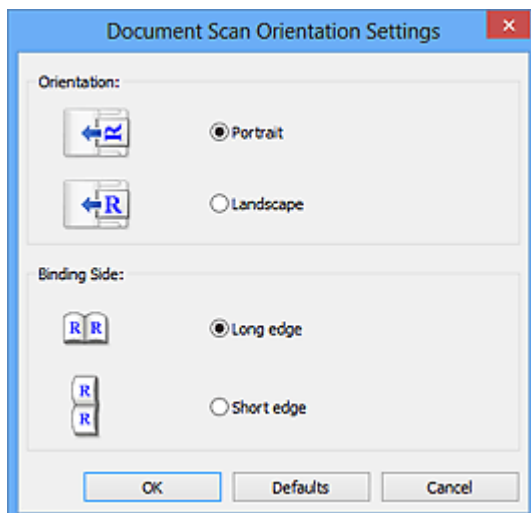 Document Scan Orientation Settings
Orientation:
R
Portrait
R
Landscape
Binding Side:
R R
Long edge
R
R
Short edge
OK Defaults Cancel